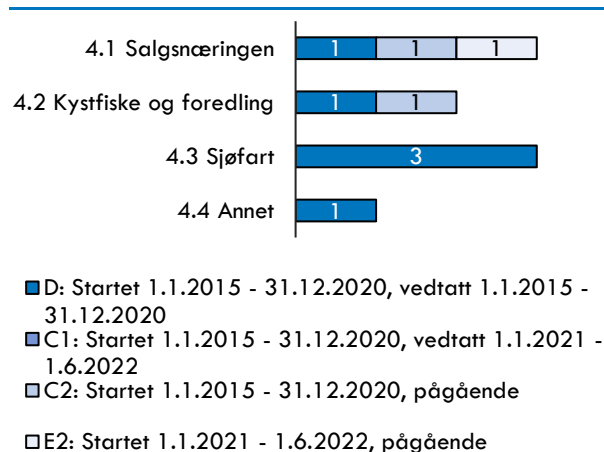 4.1 Salgsnæringen 1 1 1
4.2 Kystfiske og foredling 1 1
4.3 Sjøfart 3
4.4 Annet 1
D: Startet 1.1.2015 - 31.12.2020, vedtatt 1.1.2015 -
31.12.2020
C1: Startet 1.1.2015 - 31.12.2020, vedtatt 1.1.2021 -
1.6.2022
C2: Startet 1.1.2015 - 31.12.2020, pågående
E2: Startet 1.1.2021 - 1.6.2022, pågående